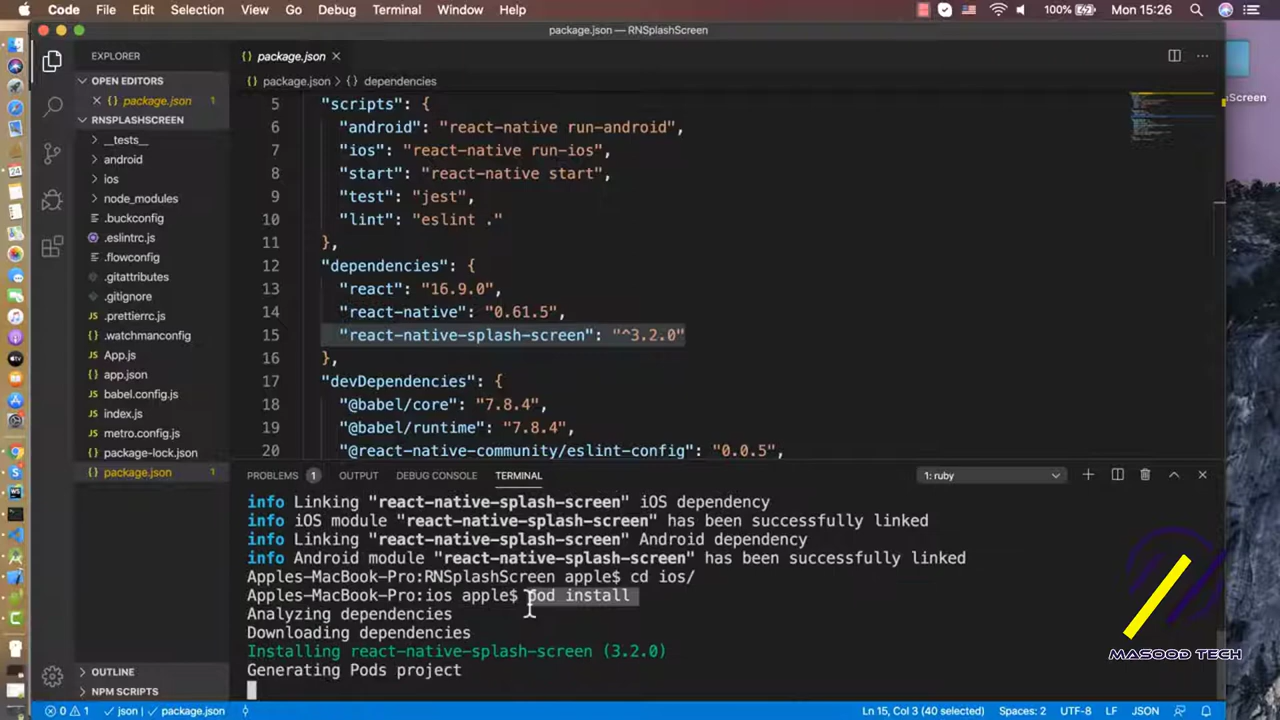 Code File Edit Selection View Go Debug Terminal Window Help 100% Mon 15:26
package.json — RNSplashScreen
EXPLORER
package.json
OPEN EDITORS
package.json 1
RNSPLASHSCREEN
__tests__
android
ios
node_modules
.buckconfig
.eslintrc.js
.flowconfig
.gitattributes
.gitignore
.prettierrc.js
.watchmanconfig
App.js
app.json
babel.config.js
index.js
metro.config.js
package-lock.json
package.json 1
OUTLINE
NPM SCRIPTS
package.json > {} dependencies
5 "scripts": {
6 "android": "react-native run-android",
7 "ios": "react-native run-ios",
8 "start": "react-native start",
9 "test": "jest",
10 "lint": "eslint ."
11 },
12 "dependencies": {
13 "react": "16.9.0",
14 "react-native": "0.61.5",
15 "react-native-splash-screen": "^3.2.0"
16 },
17 "devDependencies": {
18 "@babel/core": "7.8.4",
19 "@babel/runtime": "7.8.4",
20 "@react-native-community/eslint-config": "0.0.5",
PROBLEMS 1 OUTPUT DEBUG CONSOLE TERMINAL 1: ruby
info Linking "react-native-splash-screen" iOS dependency
info iOS module "react-native-splash-screen" has been successfully linked
info Linking "react-native-splash-screen" Android dependency
info Android module "react-native-splash-screen" has been successfully linked
Apples-MacBook-Pro:RNSplashScreen apple$ cd ios/
Apples-MacBook-Pro:ios apple$ pod install
Analyzing dependencies
Downloading dependencies
Installing react-native-splash-screen (3.2.0)
Generating Pods project
MASOOD TECH
0 1 json package.json Ln 15, Col 3 (40 selected) Spaces: 2 UTF-8 LF JSON